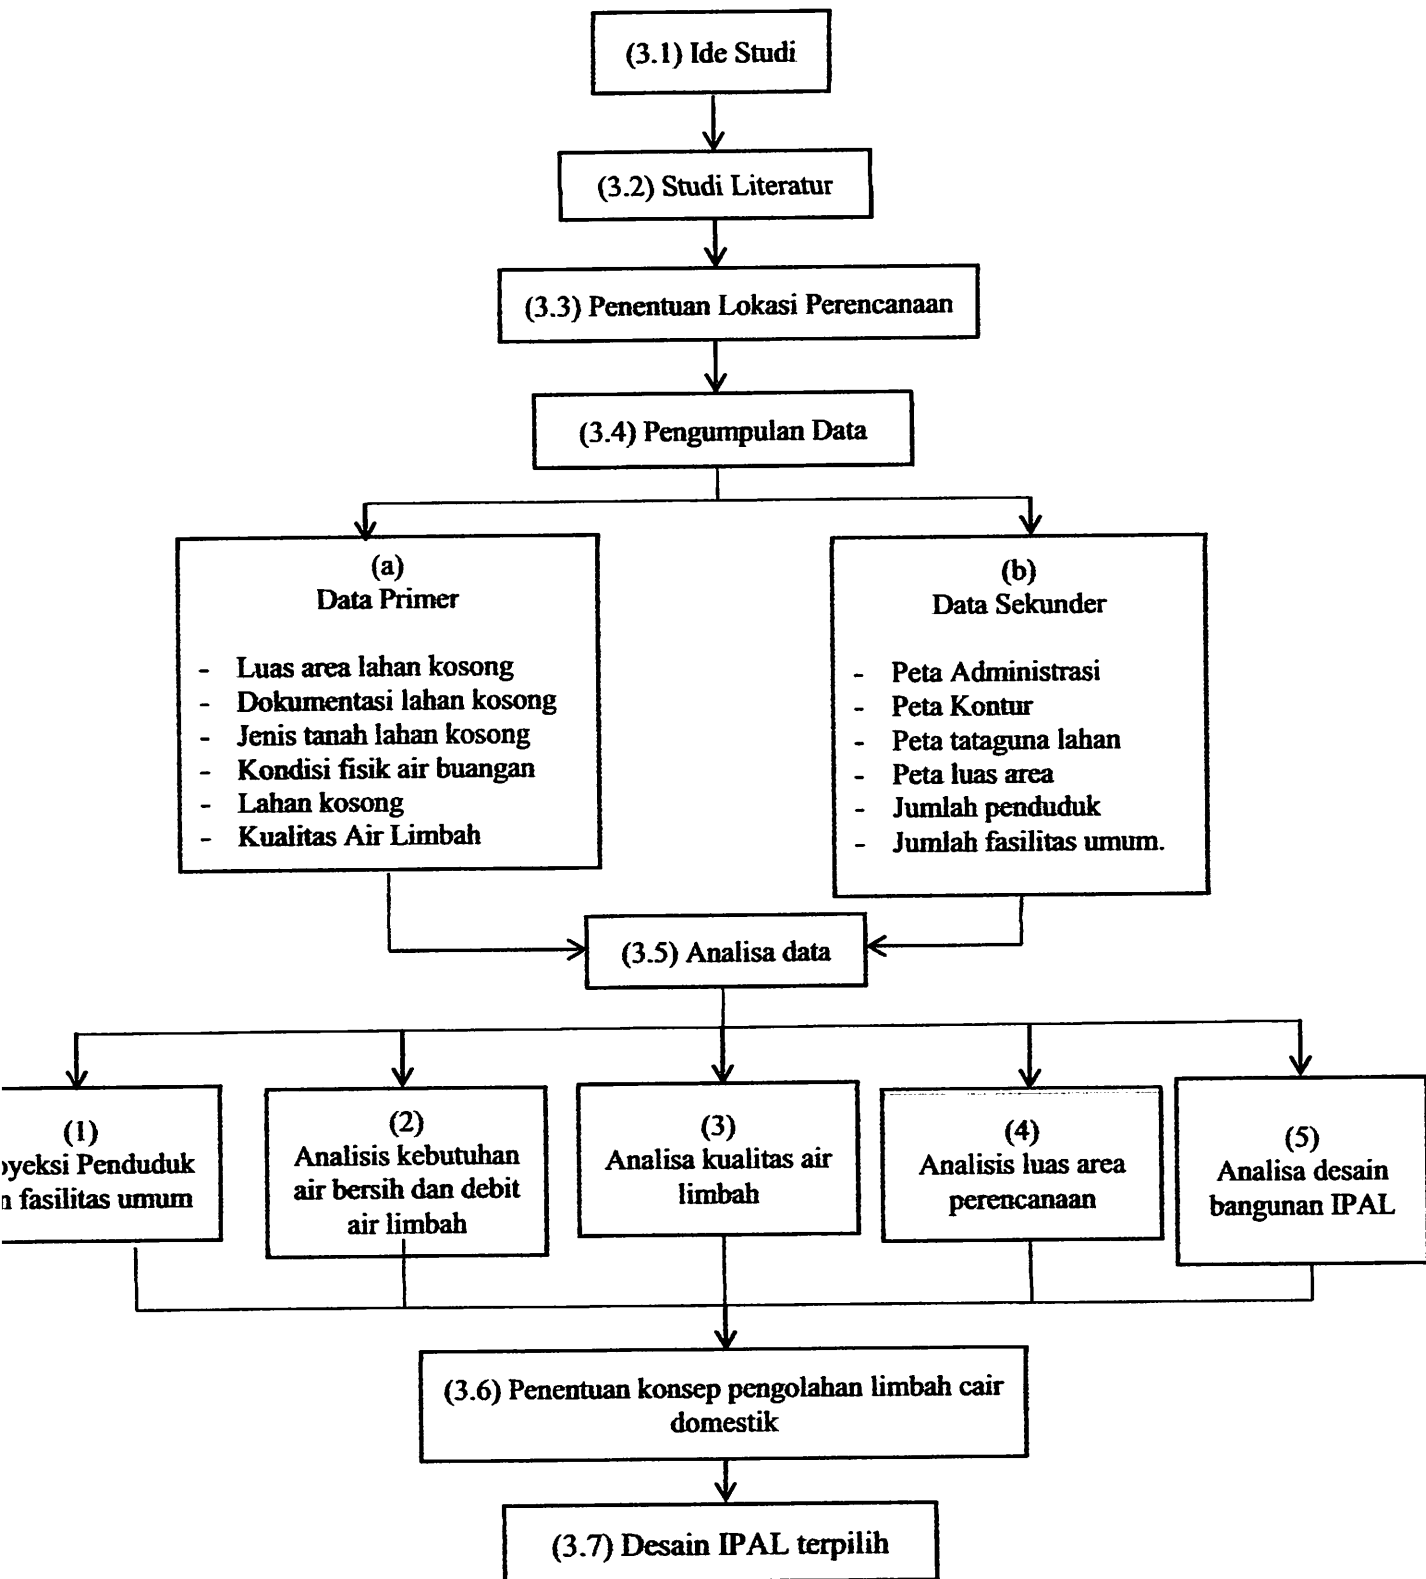 (3.1) Ide Studi
(3.2) Studi Literatur
(3.3) Penentuan Lokasi Perencanaan
(3.4) Pengumpulan Data
(a)
Data Primer
- Luas area lahan kosong
- Dokumentasi lahan kosong
- Jenis tanah lahan kosong
- Kondisi fisik air buangan
- Lahan kosong
- Kualitas Air Limbah
(b)
Data Sekunder
- Peta Administrasi
- Peta Kontur
- Peta tataguna lahan
- Peta luas area
- Jumlah penduduk
- Jumlah fasilitas umum.
(3.5) Analisa data
(1)
Penduduk
fasilitas umum
(2)
Analisis kebutuhan
air bersih dan debit
air limbah
(3)
Analisa kualitas air
limbah
(4)
Analisis luas area
perencanaan
(5)
Analisa desain
bangunan IPAL
(3.6) Penentuan konsep pengolahan limbah cair
domestik
(3.7) Desain IPAL terpilih